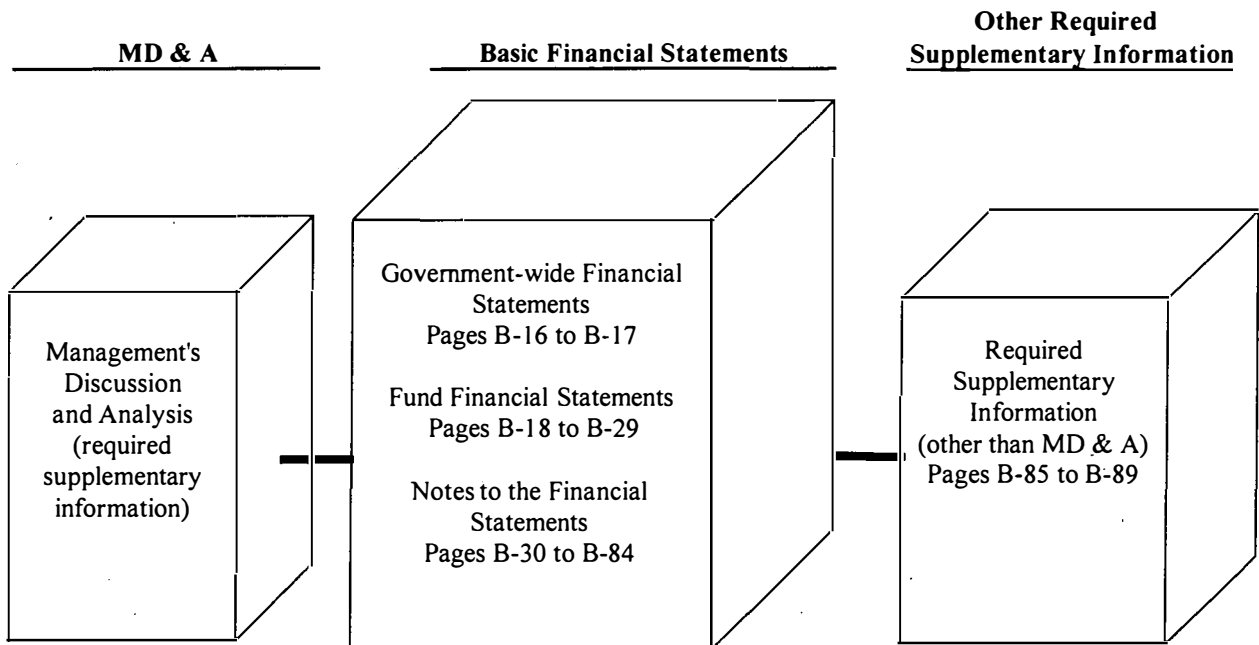 MD & A
Basic Financial Statements
Other Required
Supplementary Information
Management's
Discussion
and Analysis
(required
supplementary
information)
Government-wide Financial
Statements
Pages B-16 to B-17
Fund Financial Statements
Pages B-18 to B-29
Notes to the Financial
Statements
Pages B-30 to B-84
Required
Supplementary
Information
(other than MD & A)
Pages B-85 to B-89